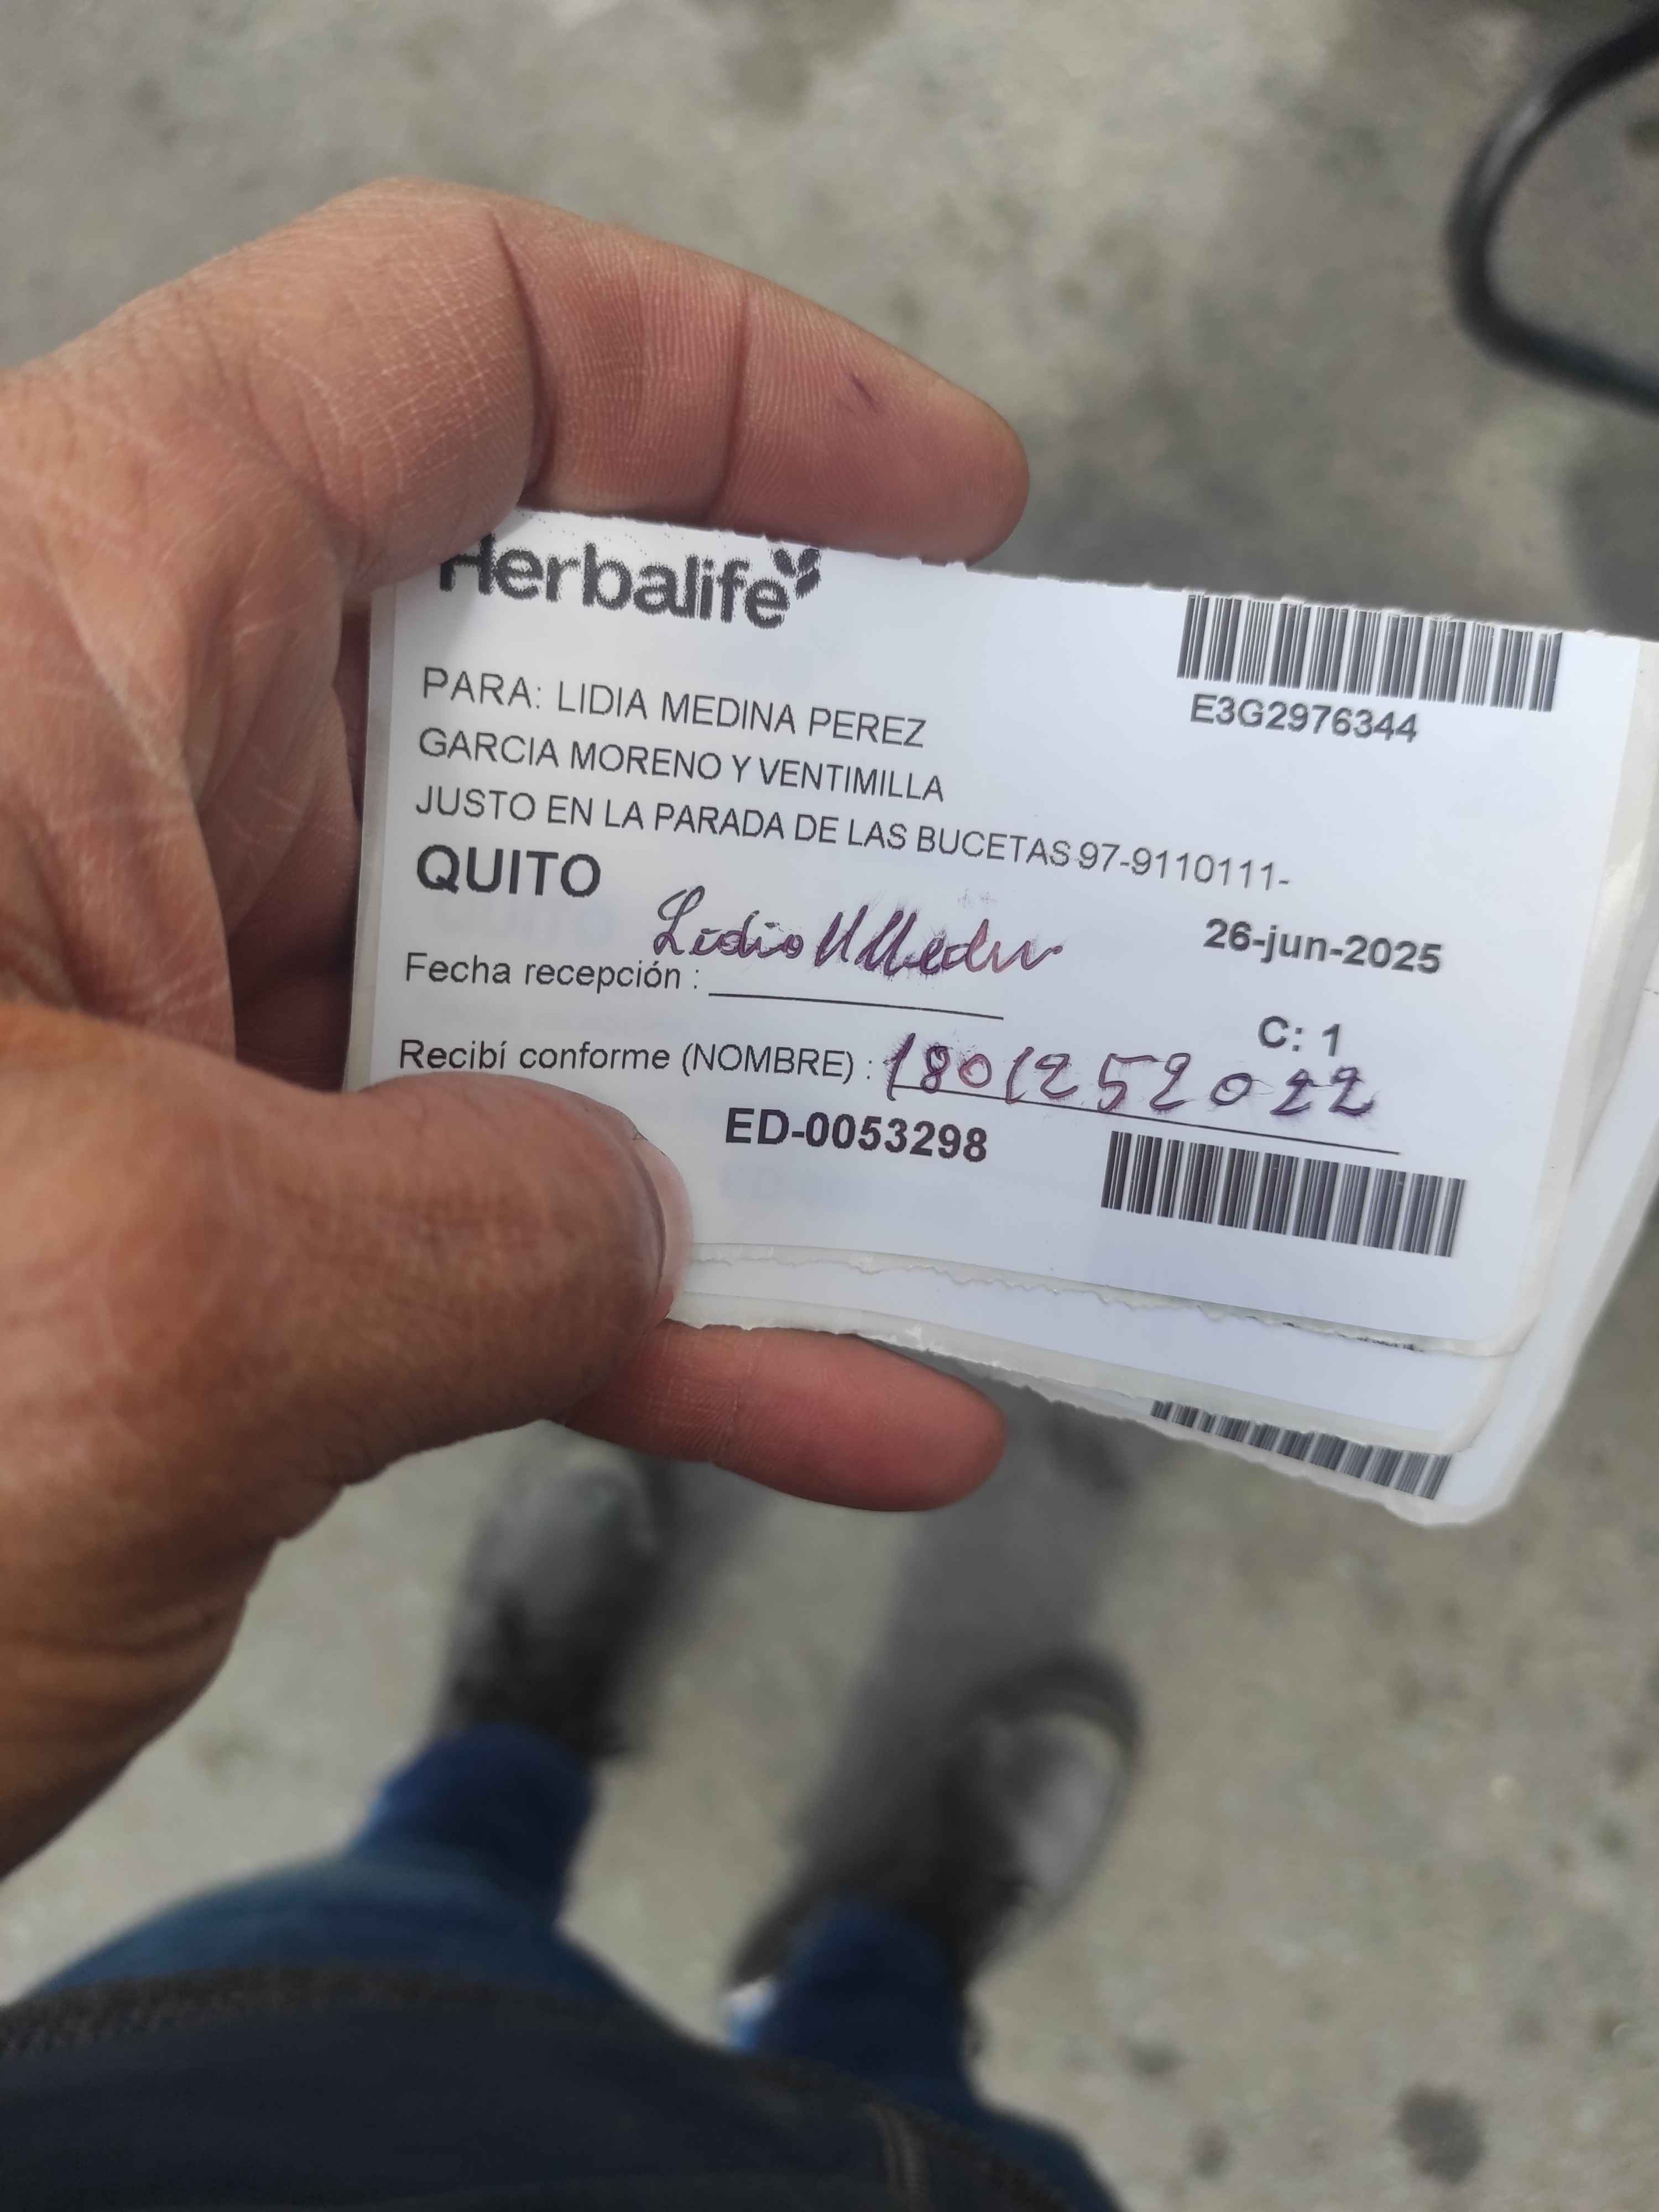 Herbalife
E3G2976344
PARA: LIDIA MEDINA PEREZ
GARCIA MORENO Y VENTIMILLA
JUSTO EN LA PARADA DE LAS BUCETAS 97-9110111-
QUITO
26-jun-2025
Fecha recepción :
C: 1
Recibí conforme (NOMBRE) : 1801252022
ED-0053298